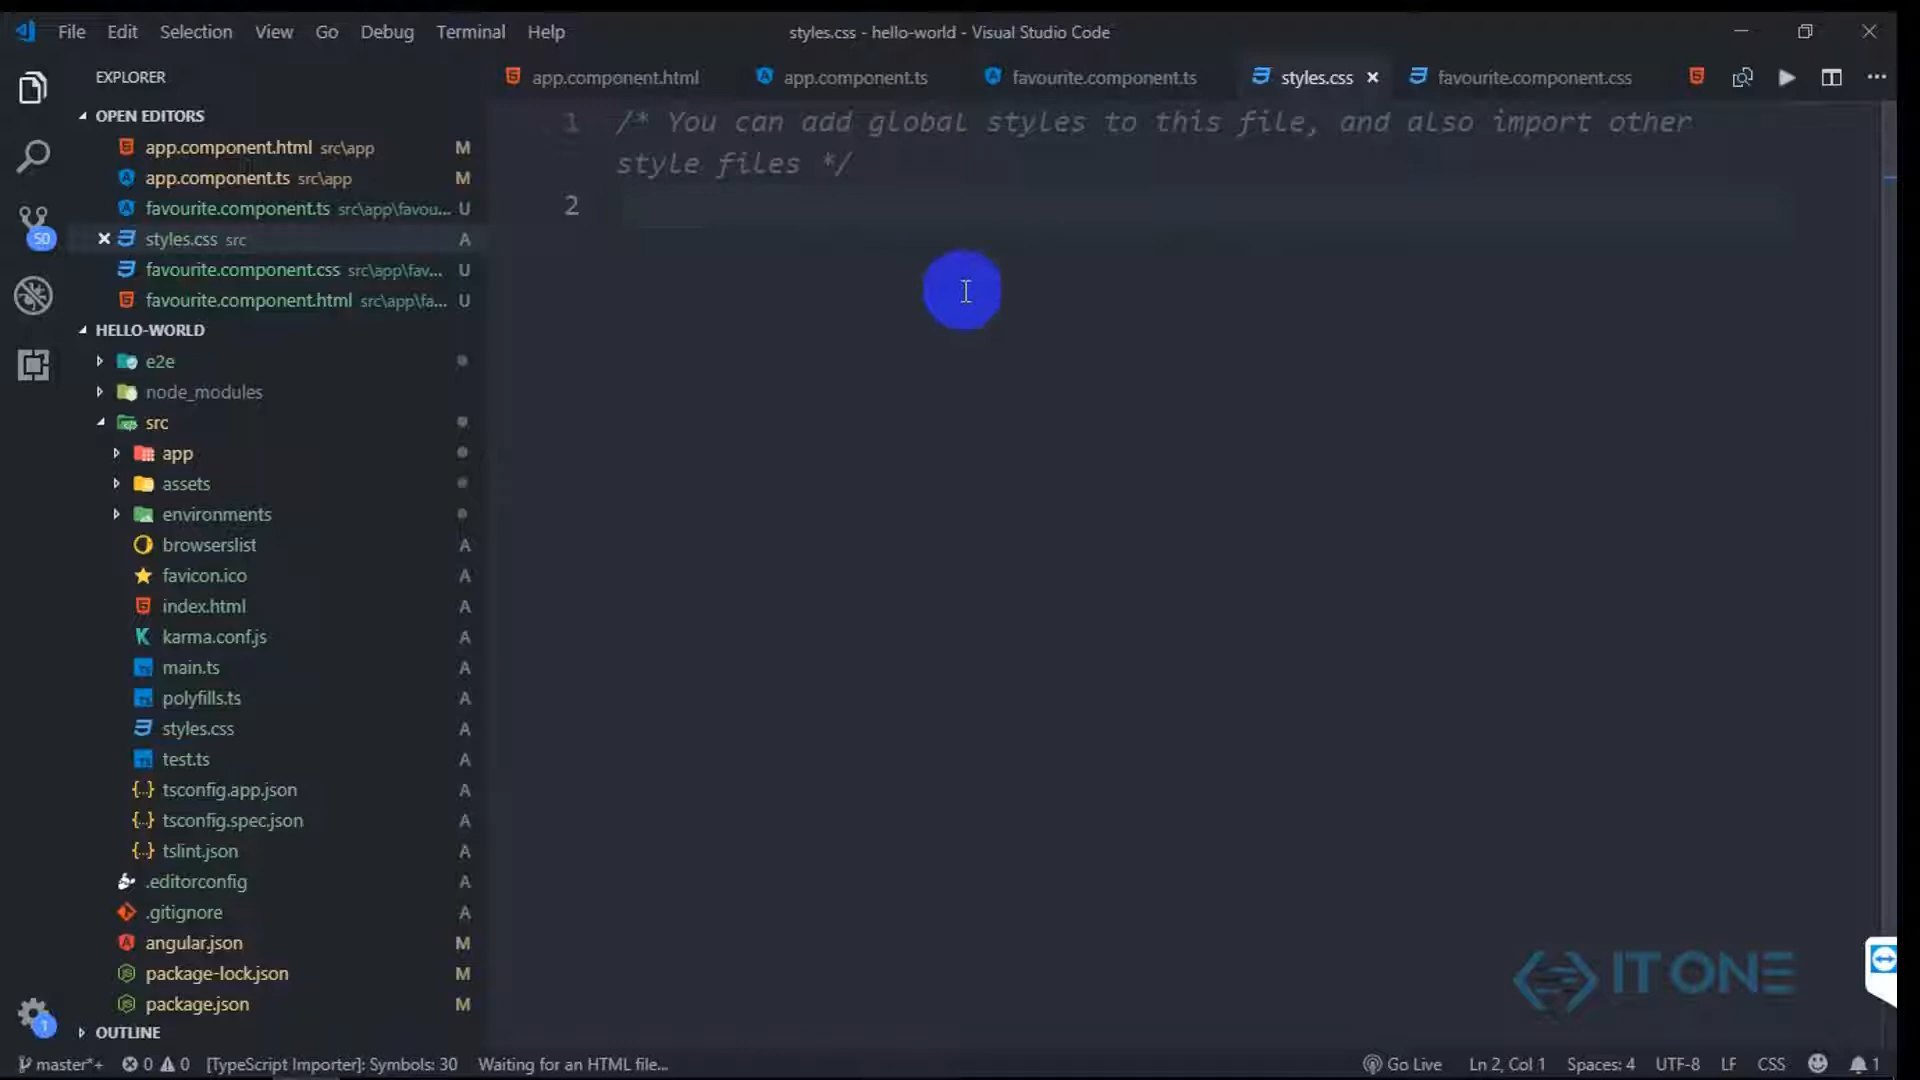 File Edit Selection View Go Debug Terminal Help
styles.css - hello-world - Visual Studio Code
EXPLORER
app.component.html app.component.ts favourite.component.ts styles.css favourite.component.css
OPEN EDITORS
app.component.html src\app M
app.component.ts src\app M
favourite.component.ts src\app\favou... U
styles.css src A
favourite.component.css src\app\fav... U
favourite.component.html src\app\fa... U
50
HELLO-WORLD
e2e
node_modules
src
app
assets
environments
browserslist A
favicon.ico A
index.html A
karma.conf.js A
main.ts A
polyfills.ts A
styles.css A
test.ts A
tsconfig.app.json A
tsconfig.spec.json A
tslint.json A
.editorconfig A
.gitignore A
angular.json M
package-lock.json M
package.json M
1
OUTLINE
1 /* You can add global styles to this file, and also import other
style files */
2
IT ONE
master*+ 0 0 [TypeScript Importer]: Symbols: 30 Waiting for an HTML file... Go Live Ln 2, Col 1 Spaces: 4 UTF-8 LF CSS 1